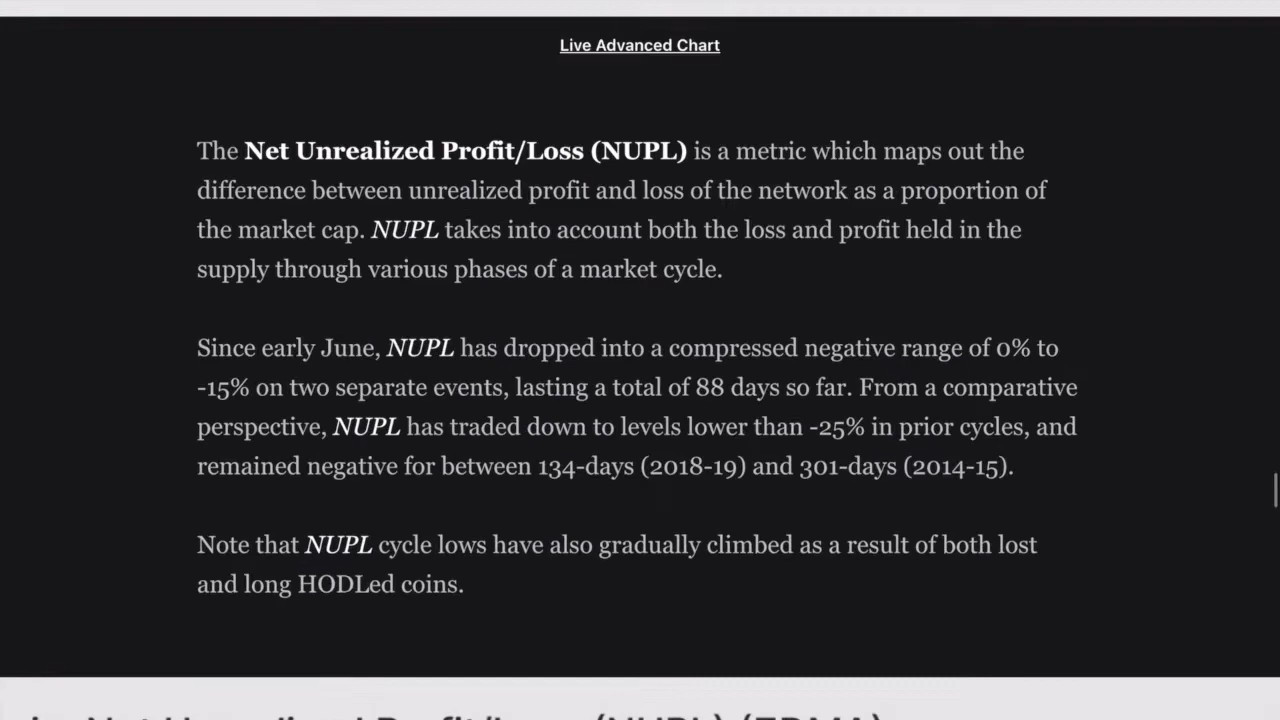 Live Advanced Chart
The Net Unrealized Profit/Loss (NUPL) is a metric which maps out the
difference between unrealized profit and loss of the network as a proportion of
the market cap. NUPL takes into account both the loss and profit held in the
supply through various phases of a market cycle.
Since early June, NUPL has dropped into a compressed negative range of 0% to
-15% on two separate events, lasting a total of 88 days so far. From a comparative
perspective, NUPL has traded down to levels lower than -25% in prior cycles, and
remained negative for between 134-days (2018-19) and 301-days (2014-15).
Note that NUPL cycle lows have also gradually climbed as a result of both lost
and long HODLed coins.
Net Unrealized Profit/Loss (NUPL)